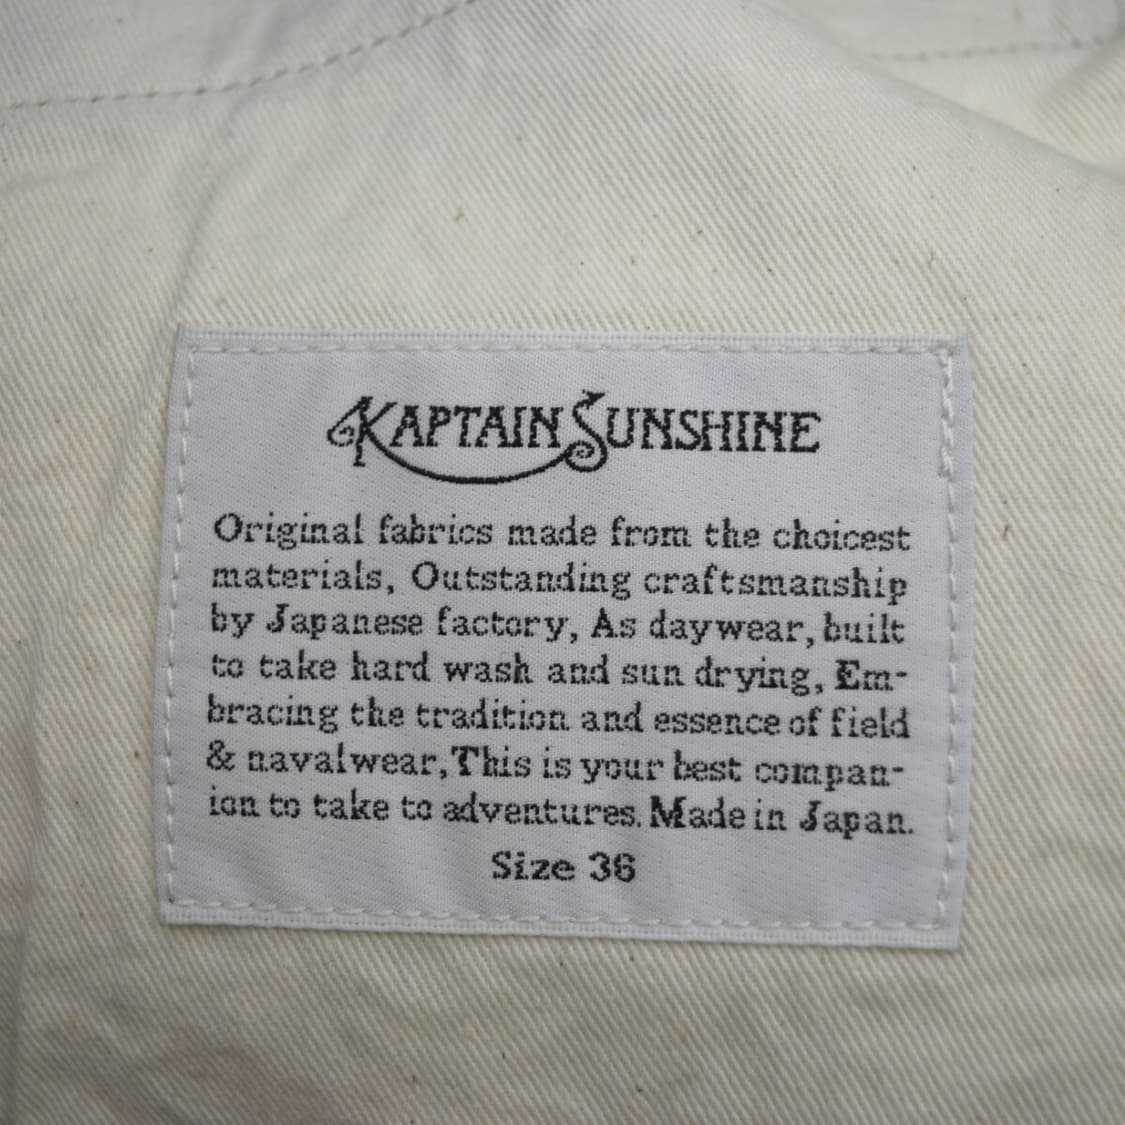 KAPTAIN SUNSHINE
Original fabrics made from the choicest
materials, Outstanding craftsmanship
by Japanese factory, As daywear, built
to take hard wash and sun drying, Em-
bracing the tradition and essence of field
& navalwear, This is your best compan-
ion to take to adventures. Made in Japan.
Size 36